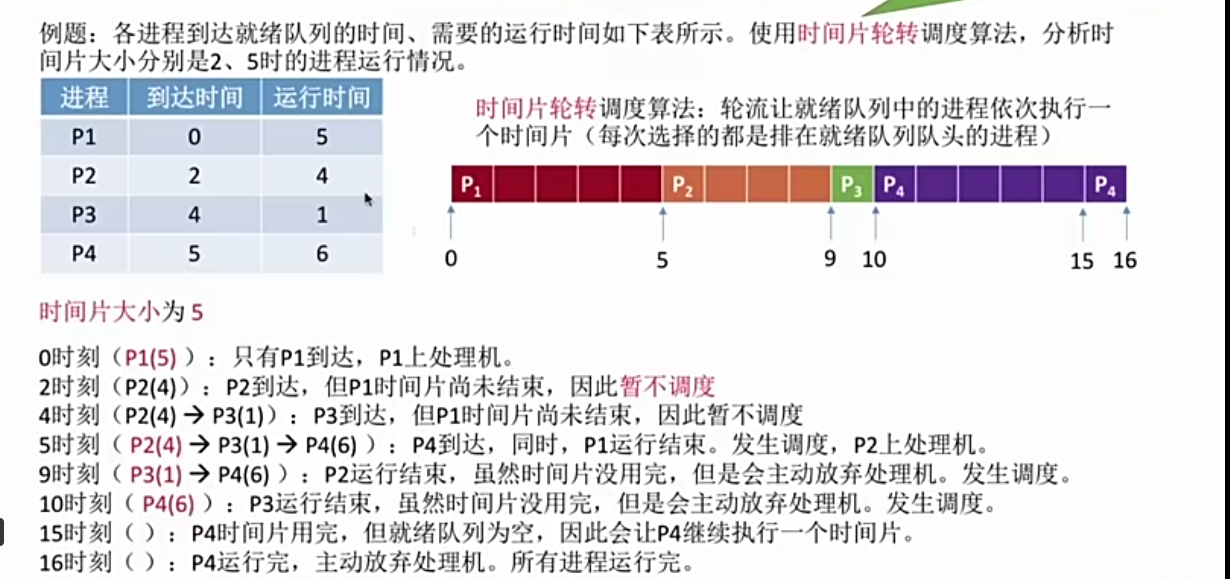 例题：各进程到达就绪队列的时间、需要的运行时间如下表所示。使用时间片轮转调度算法，分析时
间片大小分别是2、5时的进程运行情况。
进程 到达时间 运行时间
P1 0 5
P2 2 4
P3 4 1
P4 5 6
时间片轮转调度算法：轮流让就绪队列中的进程依次执行一
个时间片（每次选择的都是排在就绪队列队头的进程）
P1 P2 P3 P4 P4
0 5 9 10 15 16
时间片大小为 5
0时刻（P1(5) ）：只有P1到达，P1上处理机。
2时刻（P2(4)）：P2到达，但P1时间片尚未结束，因此暂不调度
4时刻（P2(4) → P3(1)）：P3到达，但P1时间片尚未结束，因此暂不调度
5时刻（ P2(4) → P3(1) → P4(6) ）：P4到达，同时，P1运行结束。发生调度，P2上处理机。
9时刻（ P3(1) → P4(6) ）：P2运行结束，虽然时间片没用完，但是会主动放弃处理机。发生调度。
10时刻（ P4(6) ）：P3运行结束，虽然时间片没用完，但是会主动放弃处理机。发生调度。
15时刻（ ）：P4时间片用完，但就绪队列为空，因此会让P4继续执行一个时间片。
16时刻（ ）：P4运行完，主动放弃处理机。所有进程运行完。